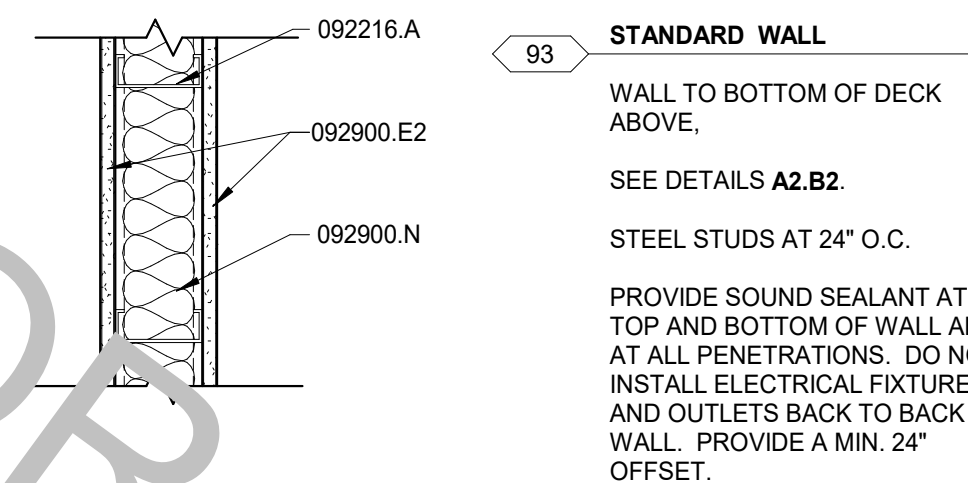 092216.A
092900.E2
092900.N
93
STANDARD WALL
WALL TO BOTTOM OF DECK
ABOVE,
SEE DETAILS A2.B2.
STEEL STUDS AT 24" O.C.
PROVIDE SOUND SEALANT AT
TOP AND BOTTOM OF WALL
AT ALL PENETRATIONS. DO
INSTALL ELECTRICAL FIXTURE
AND OUTLETS BACK TO BACK
WALL. PROVIDE A MIN. 24"
OFFSET.